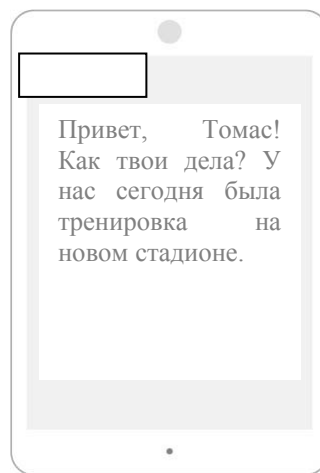 Привет, Томас!
Как твои дела? У
нас сегодня была
тренировка на
новом стадионе.